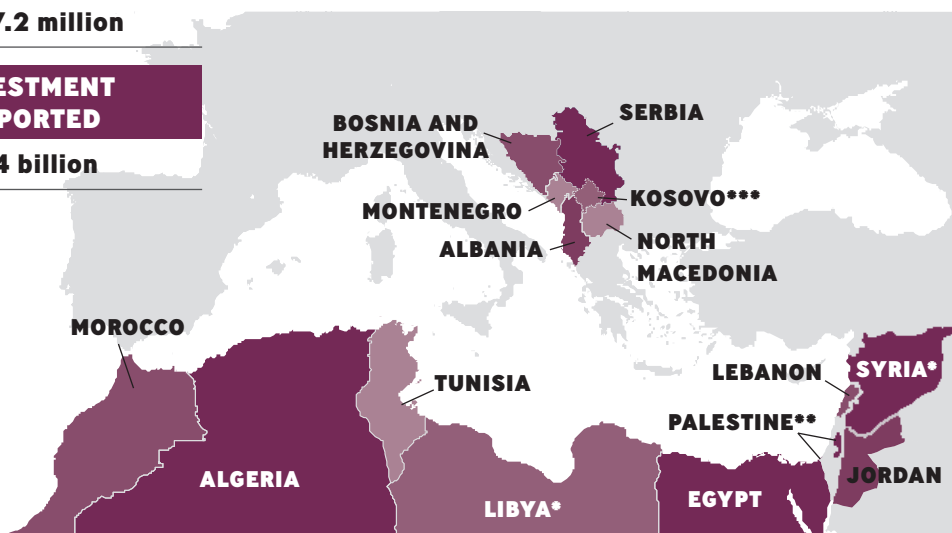 7.2 million
ESTMENT
PORTED
4 billion
BOSNIA AND
HERZEGOVINA
SERBIA
MONTENEGRO
KOSOVO***
ALBANIA
NORTH
MACEDONIA
MOROCCO
TUNISIA
LEBANON
SYRIA*
PALESTINE**
ALGERIA
LIBYA*
EGYPT
JORDAN